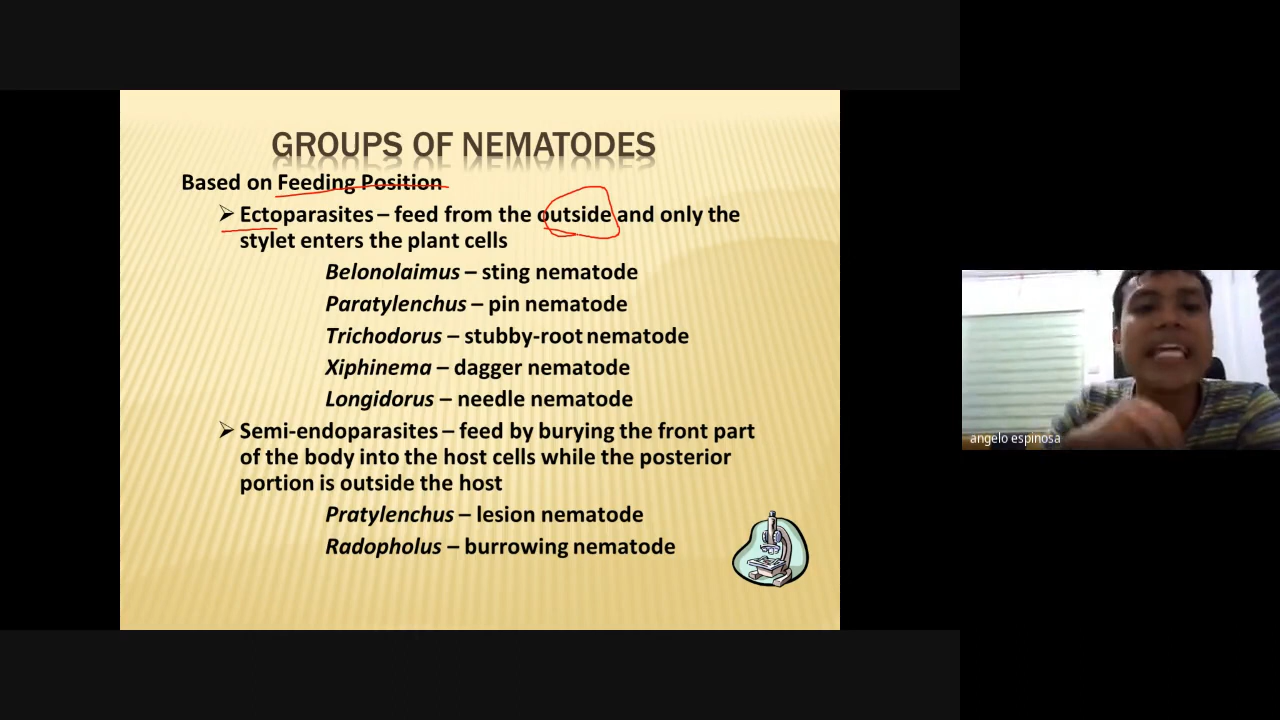 GROUPS OF NEMATODES
Based on Feeding Position
Ectoparasites – feed from the outside and only the
stylet enters the plant cells
Belonolaimus – sting nematode
Paratylenchus – pin nematode
Trichodorus – stubby-root nematode
Xiphinema – dagger nematode
Longidorus – needle nematode
Semi-endoparasites – feed by burying the front part
of the body into the host cells while the posterior
portion is outside the host
Pratylenchus – lesion nematode
Radopholus – burrowing nematode
angelo espinosa